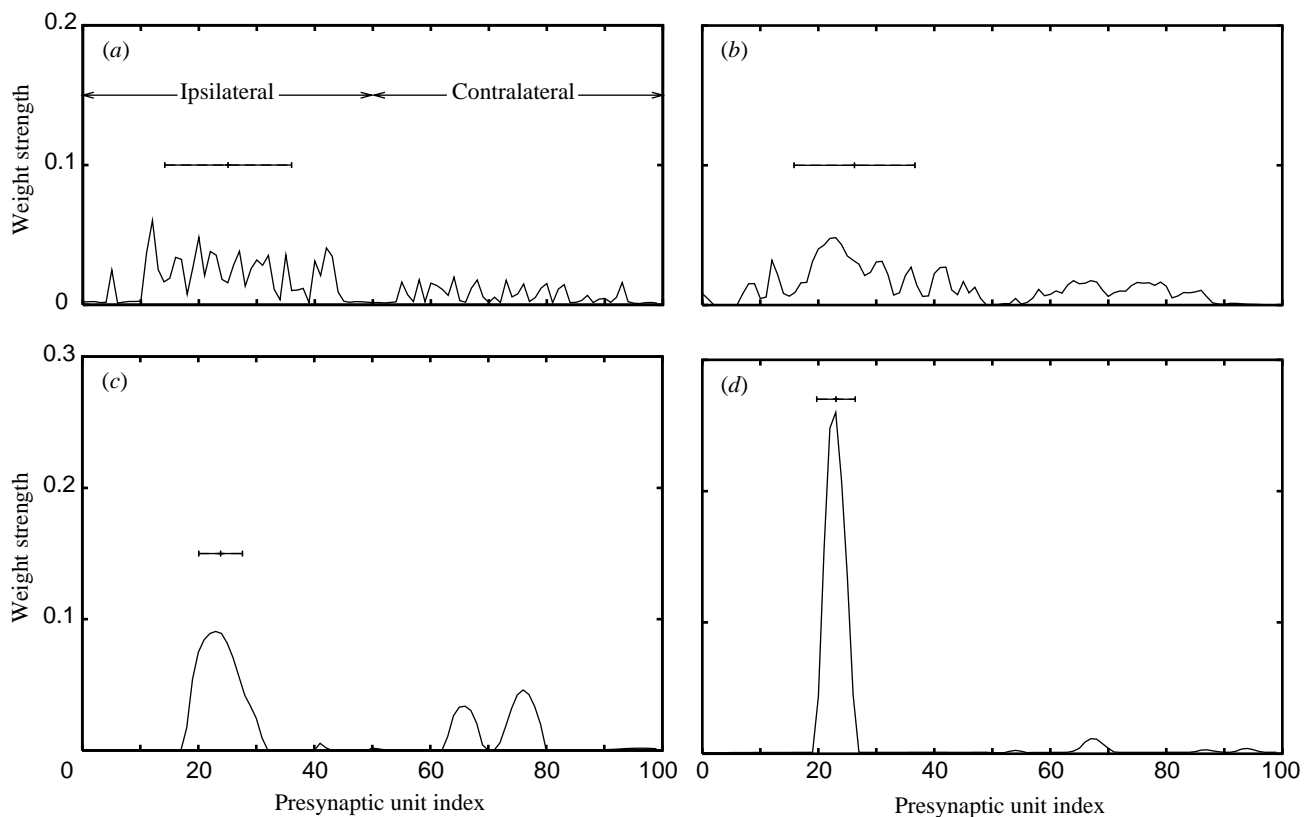 0.2
(a)
(b)
Ipsilateral
Contralateral
Weight strength
0.1
0
0.3
(c)
(d)
0.2
Weight strength
0.1
0 20 40 60 80 100
0 20 40 60 80 100
Presynaptic unit index
Presynaptic unit index